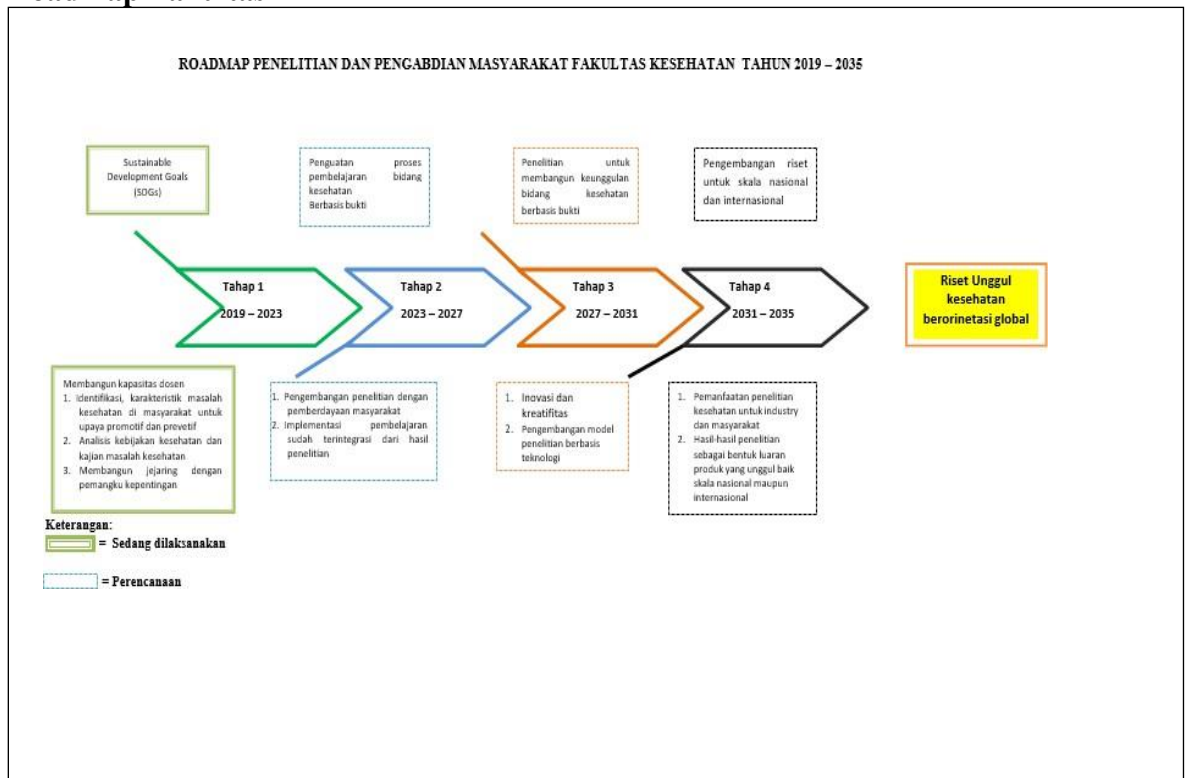 ROADMAP PENELITIAN DAN PENGABDIAN MASYARAKAT FAKULTAS KESEHATAN TAHUN 2019 – 2035
Sustainable
Development Goals
(SDGs)
Penguatan proses
pembelajaran bidang
kesehatan
Berbasis bukti
Penelitian untuk
membangun keunggulan
bidang kesehatan
berbasis bukti
Pengembangan riset
untuk skala nasional
dan internasional
Tahap 1
2019 – 2023
Tahap 2
2023 – 2027
Tahap 3
2027 – 2031
Tahap 4
2031 – 2035
Riset Unggul
kesehatan
berorinetasi global
Membangun kapasitas dosen
1. Identifikasi, karakteristik masalah
kesehatan di masyarakat untuk
upaya promotif dan prevetif
2. Analisis kebijakan kesehatan dan
kajian masalah kesehatan
3. Membangun jejaring dengan
pemangku kepentingan
1. Pengembangan penelitian dengan
pemberdayaan masyarakat
2. Implementasi pembelajaran
sudah terintegrasi dari hasil
penelitian
1. Inovasi dan
kreatifitas
2. Pengembangan model
penelitian berbasis
teknologi
1. Pemanfaatan penelitian
kesehatan untuk industry
dan masyarakat
2. Hasil-hasil penelitian
sebagai bentuk luaran
produk yang unggul baik
skala nasional maupun
internasional
Keterangan:
= Sedang dilaksanakan
= Perencanaan